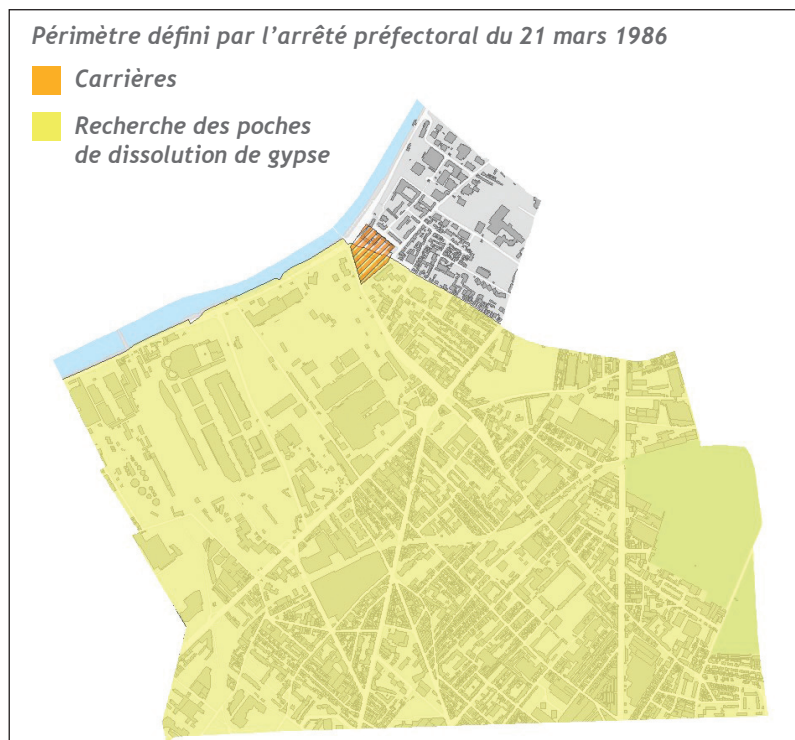 Périmètre défini par l’arrêté préfectoral du 21 mars 1986
Carrières
Recherche des poches
de dissolution de gypse